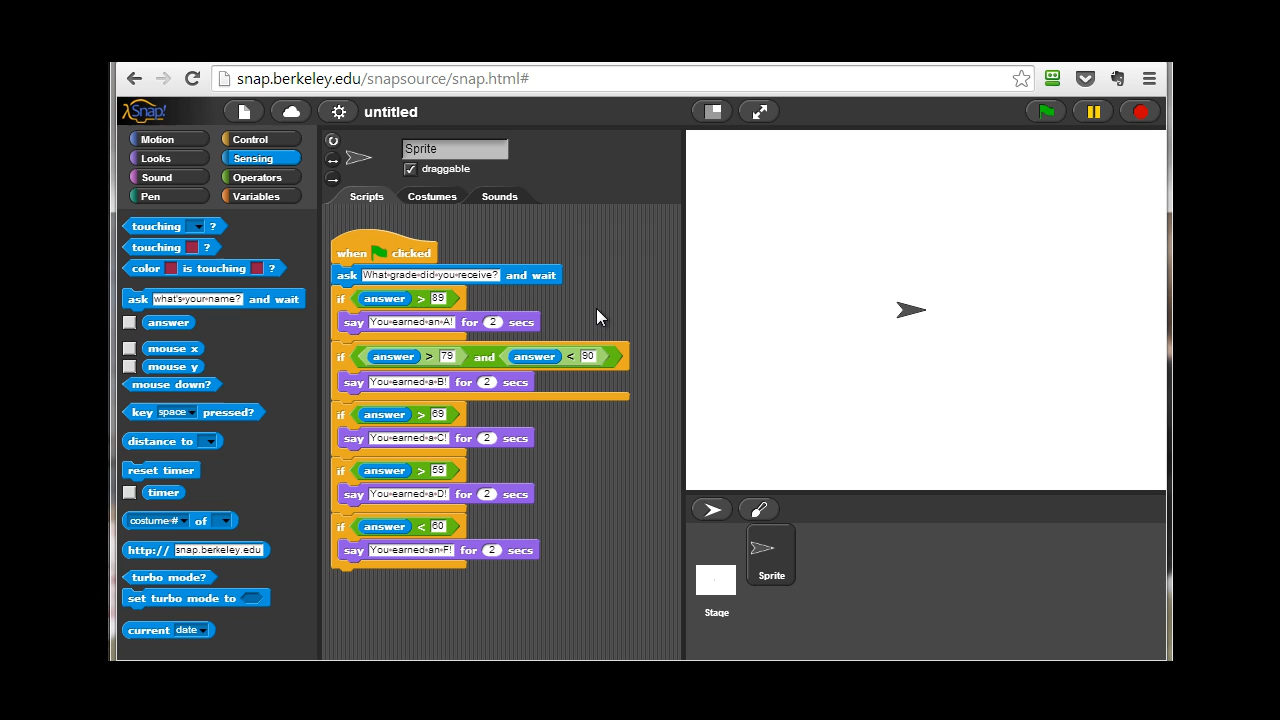 snap.berkeley.edu/snapsource/snap.html#
Snap!
untitled
Motion
Control
Looks
Sensing
Sound
Operators
Pen
Variables
Sprite
draggable
Scripts
Costumes
Sounds
touching ?
touching ?
color is touching ?
ask what's your name? and wait
answer
mouse x
mouse y
mouse down?
key space pressed?
distance to
reset timer
timer
costume # of
http:// snap.berkeley.edu
turbo mode?
set turbo mode to
current date
when clicked
ask What grade did you receive? and wait
if answer > 89
say You earned an A! for 2 secs
if answer > 79 and answer < 90
say You earned a B! for 2 secs
if answer > 69
say You earned a C! for 2 secs
if answer > 59
say You earned a D! for 2 secs
if answer < 60
say You earned an F! for 2 secs
Sprite
Stage